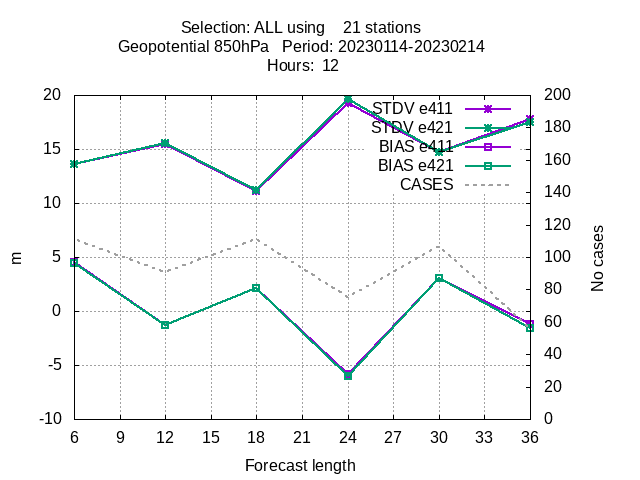 Selection: ALL using    21 stations
Geopotential 850hPa   Period: 20230114-20230214
Hours:  12
20
15
10
5
0
-5
-10
m
STDV e411
STDV e421
BIAS e411
BIAS e421
CASES
200
180
160
140
120
100
80
60
40
20
0
No cases
6 9 12 15 18 21 24 27 30 33 36
Forecast length